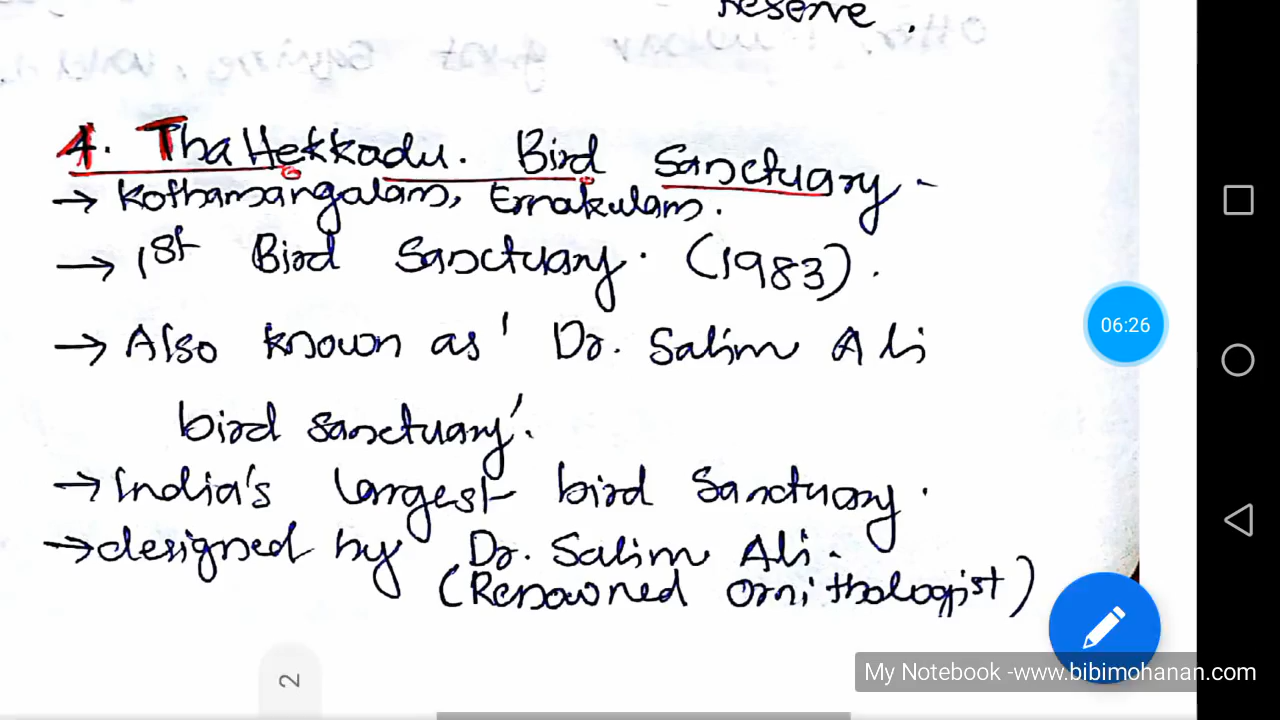 reserve.
4. Thattekkadu. Bird Sanctuary.
→ Kothamangalam, Ernakulam.
→ 1st Bird Sanctuary. (1983).
→ Also known as 'Dr. Salim Ali
bird sanctuary'.
→ India's largest bird Sanctuary.
→ designed by Dr. Salim Ali.
(Renowned Ornithologist)
06:26
2
My Notebook -www.bibimohanan.com